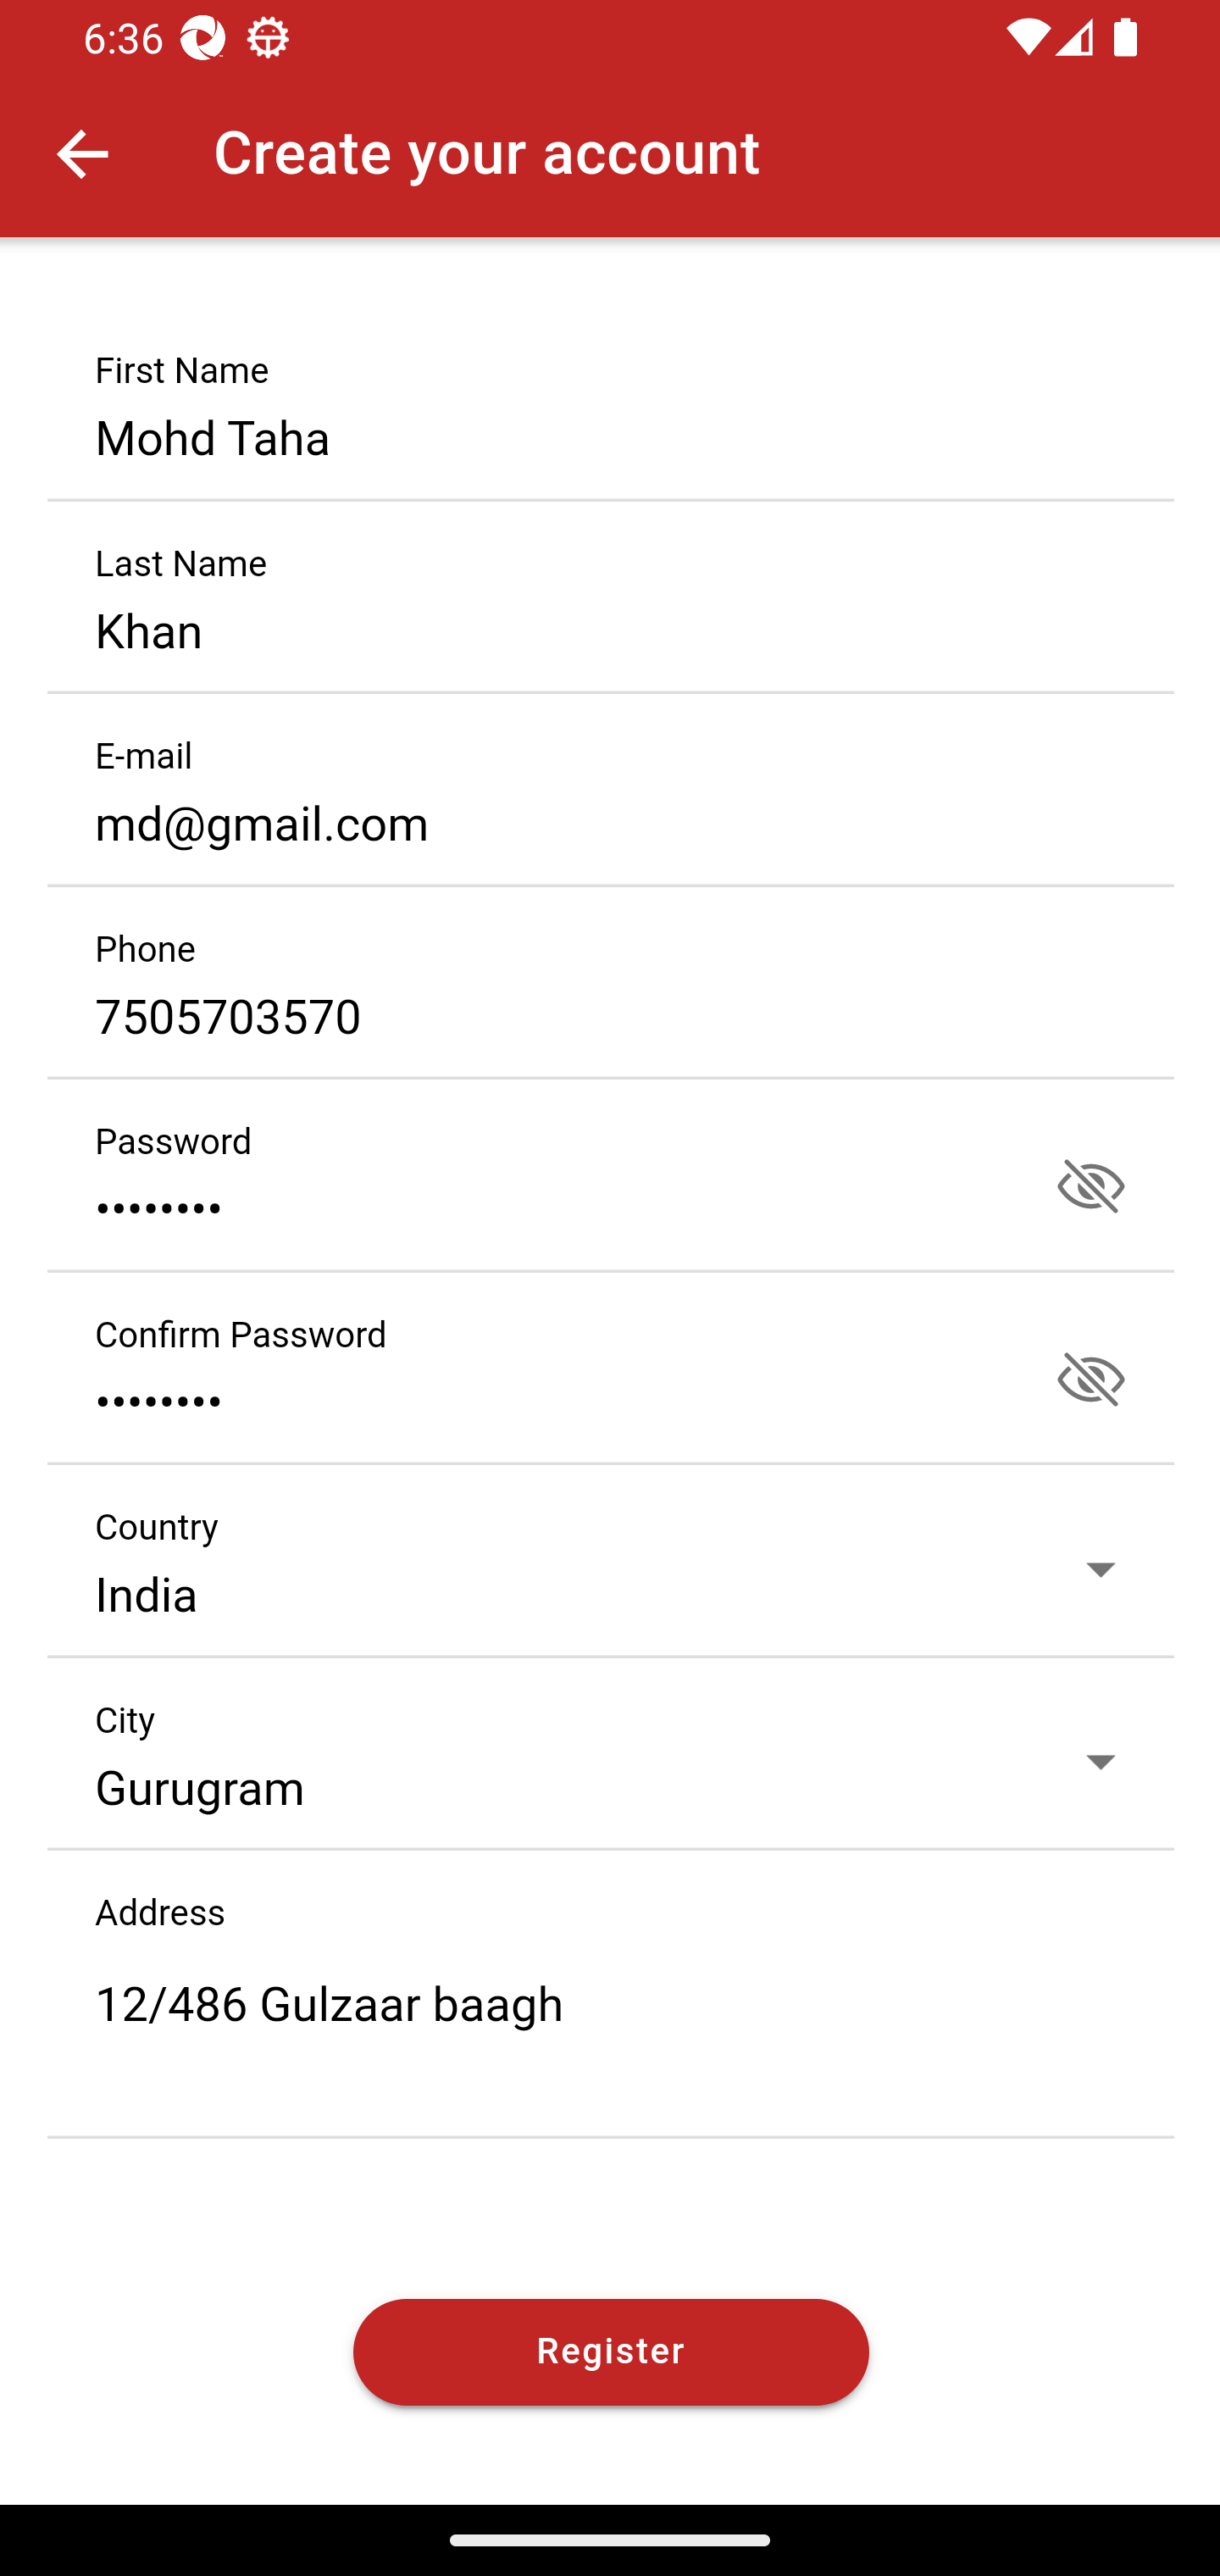 6:36
Create your account
First Name
Mohd Taha
Last Name
Khan
E-mail
md@gmail.com
Phone
7505703570
Password
••••••••
Confirm Password
••••••••
Country
India
City
Gurugram
Address
12/486 Gulzaar baagh
Register